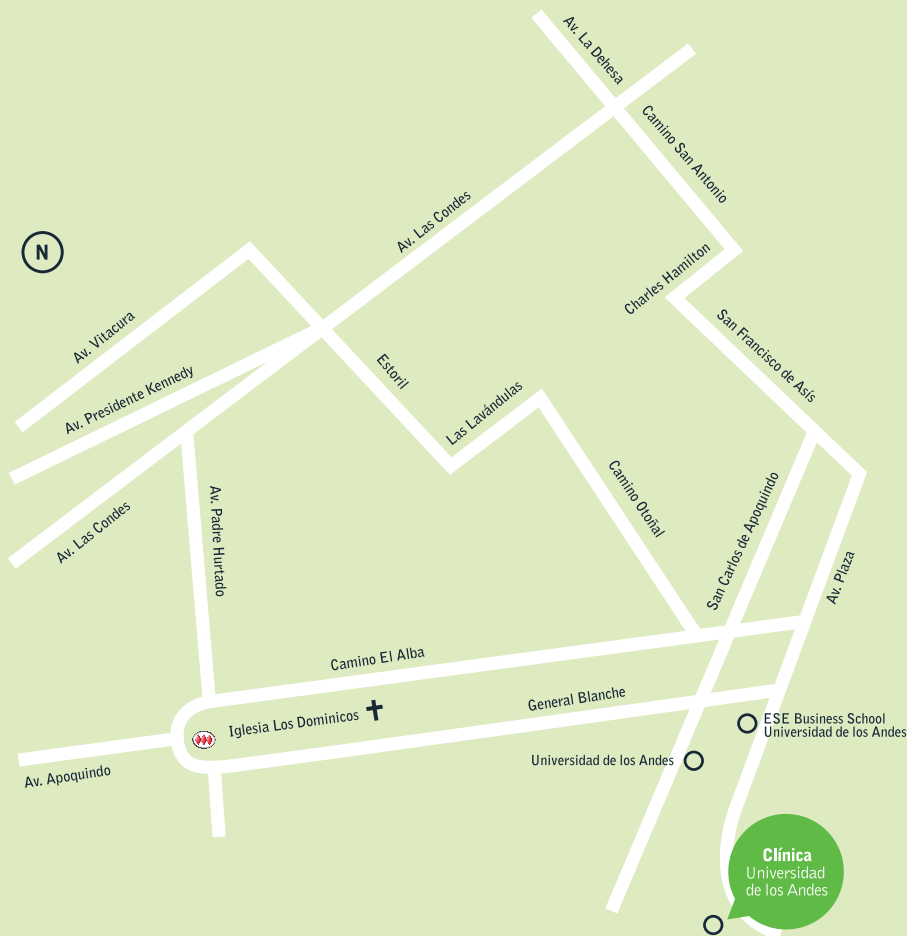 Av. La Dehesa
Camino San Antonio
Av. Las Condes
N
Charles Hamilton
Av. Vitacura
San Francisco de Asís
Estoril
Av. Presidente Kennedy
Las Lavándulas
Camino Otoñal
San Carlos de Apoquindo
Av. Padre Hurtado
Av. Las Condes
Av. Plaza
Camino El Alba
General Blanche
Iglesia Los Dominicos
ESE Business School
Universidad de los Andes
Universidad de los Andes
Av. Apoquindo
Clínica
Universidad
de los Andes